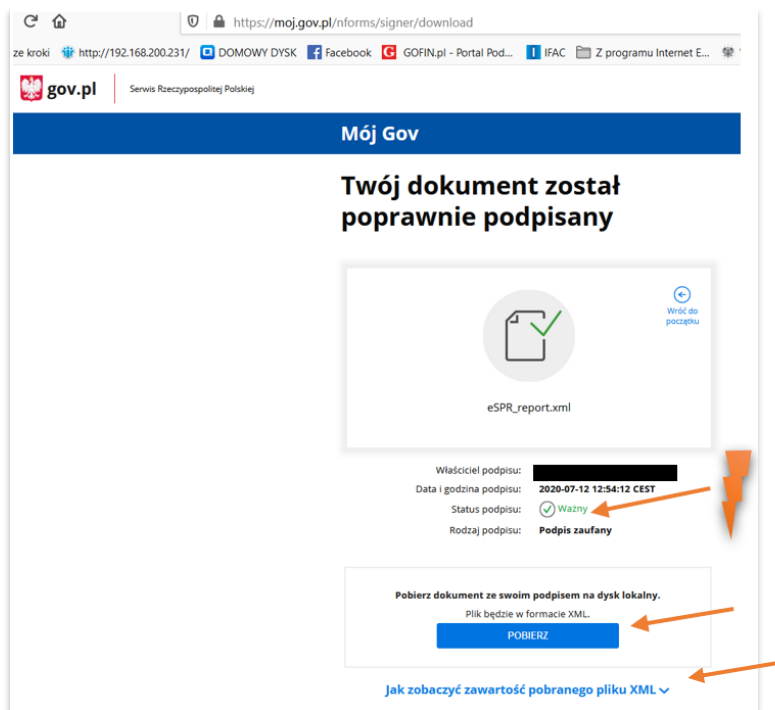 https://moj.gov.pl/nforms/signer/download
ze kroki http://192.168.200.231/ DOMOWY DYSK Facebook GOFIN.pl - Portal Pod... IFAC Z programu Internet E...
gov.pl Serwis Rzeczypospolitej Polskiej
Mój Gov
Twój dokument został
poprawnie podpisany
Wróć do
początku
eSPR_report.xml
Właściciel podpisu:
Data i godzina podpisu: 2020-07-12 12:54:12 CEST
Status podpisu: Ważny
Rodzaj podpisu: Podpis zaufany
Pobierz dokument ze swoim podpisem na dysk lokalny.
Plik będzie w formacie XML.
POBIERZ
Jak zobaczyć zawartość pobranego pliku XML